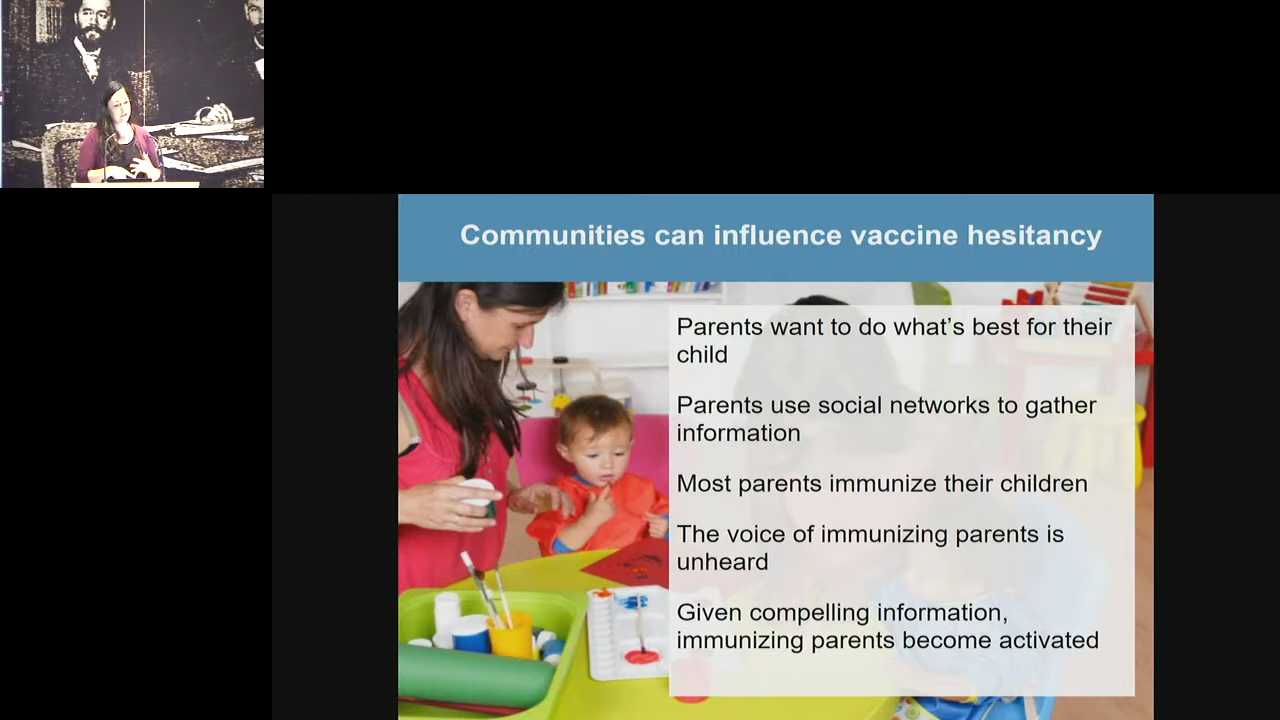 Communities can influence vaccine hesitancy
Parents want to do what's best for their
child
Parents use social networks to gather
information
Most parents immunize their children
The voice of immunizing parents is
unheard
Given compelling information,
immunizing parents become activated